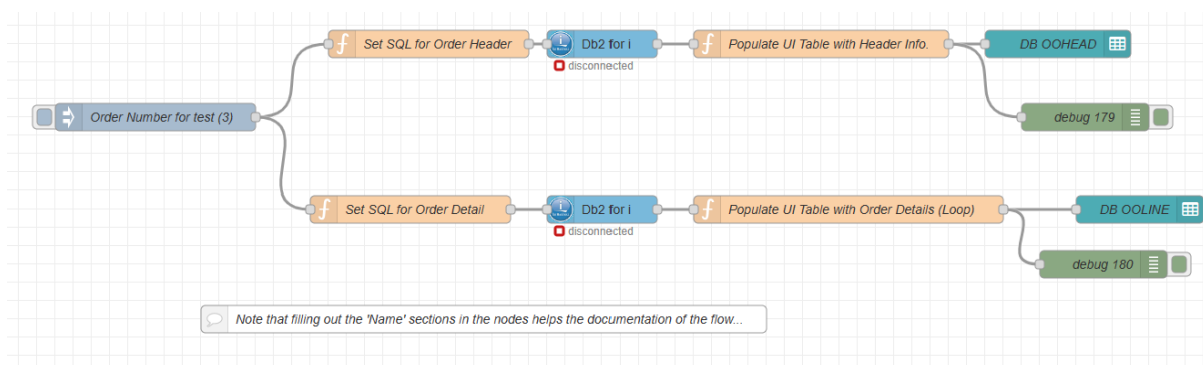 Set SQL for Order Header
Db2 for i
Populate UI Table with Header Info.
DB OOHEAD
disconnected
Order Number for test (3)
debug 179
Set SQL for Order Detail
Db2 for i
Populate UI Table with Order Details (Loop)
DB OOLINE
disconnected
debug 180
Note that filling out the 'Name' sections in the nodes helps the documentation of the flow...